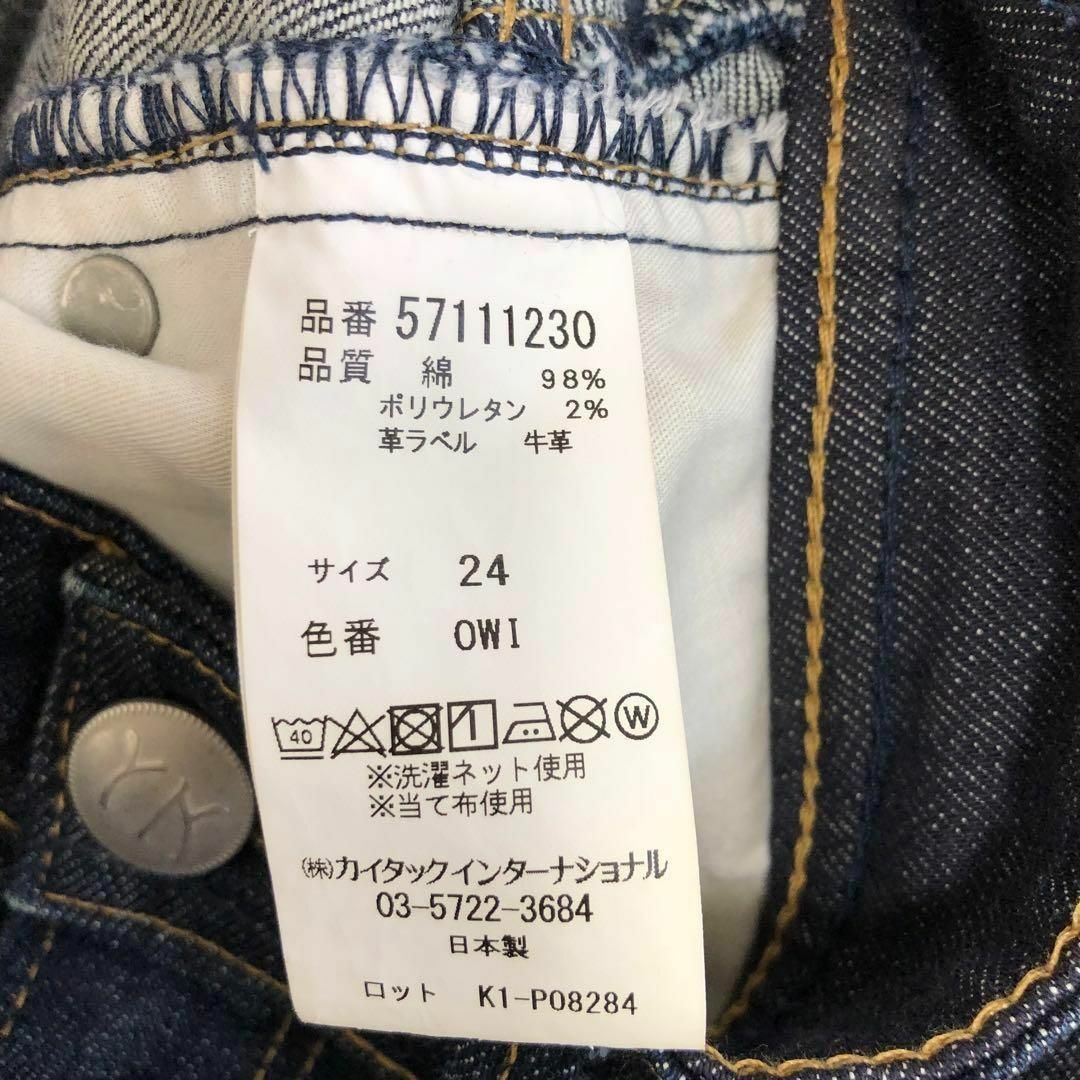 品番 57111230
品質 綿 98%
ポリウレタン 2%
革ラベル 牛革
サイズ 24
色番 OWI
40 W
※洗濯ネット使用
※当て布使用
㈱カイタックインターナショナル
03-5722-3684
日本製
ロット K1-P08284